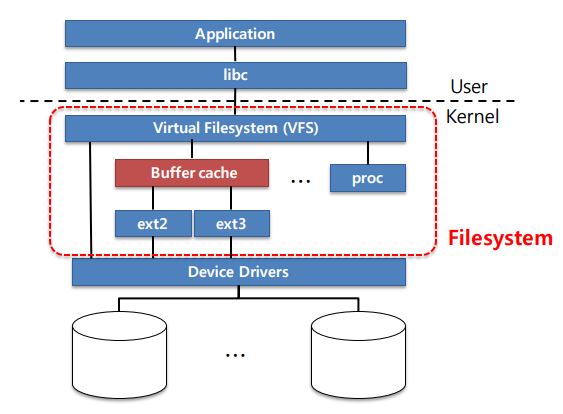 Application
libc
User
Kernel
Virtual Filesystem (VFS)
Buffer cache
...
proc
ext2
ext3
Filesystem
Device Drivers
...